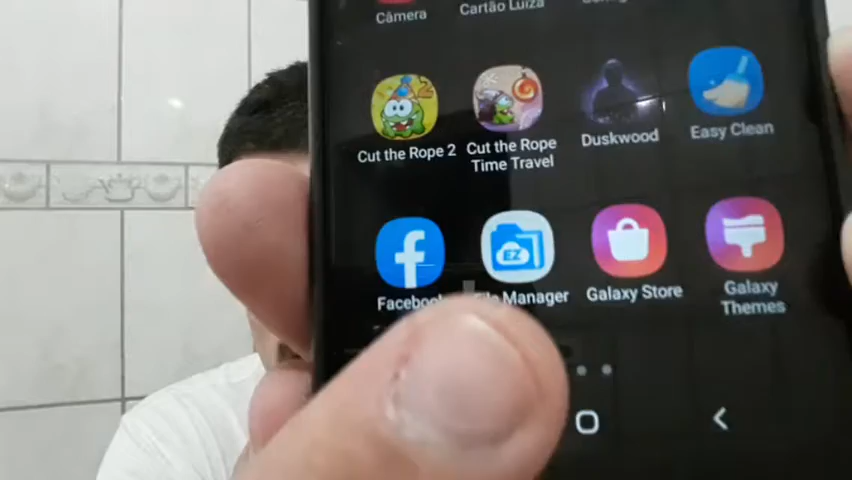 Câmera
Cartão Luiza
Cut the Rope 2
Cut the Rope
Time Travel
Duskwood
Easy Clean
EZ
Facebook
Manager
Galaxy Store
Galaxy
Themes